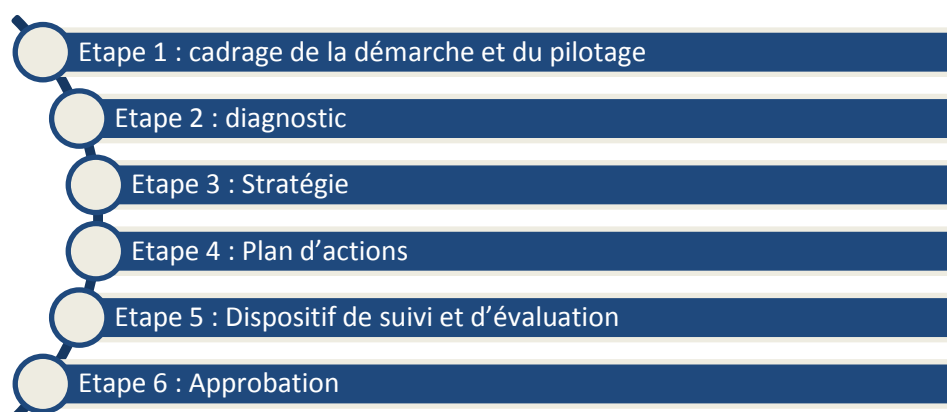 Etape 1 : cadrage de la démarche et du pilotage
Etape 2 : diagnostic
Etape 3 : Stratégie
Etape 4 : Plan d’actions
Etape 5 : Dispositif de suivi et d’évaluation
Etape 6 : Approbation